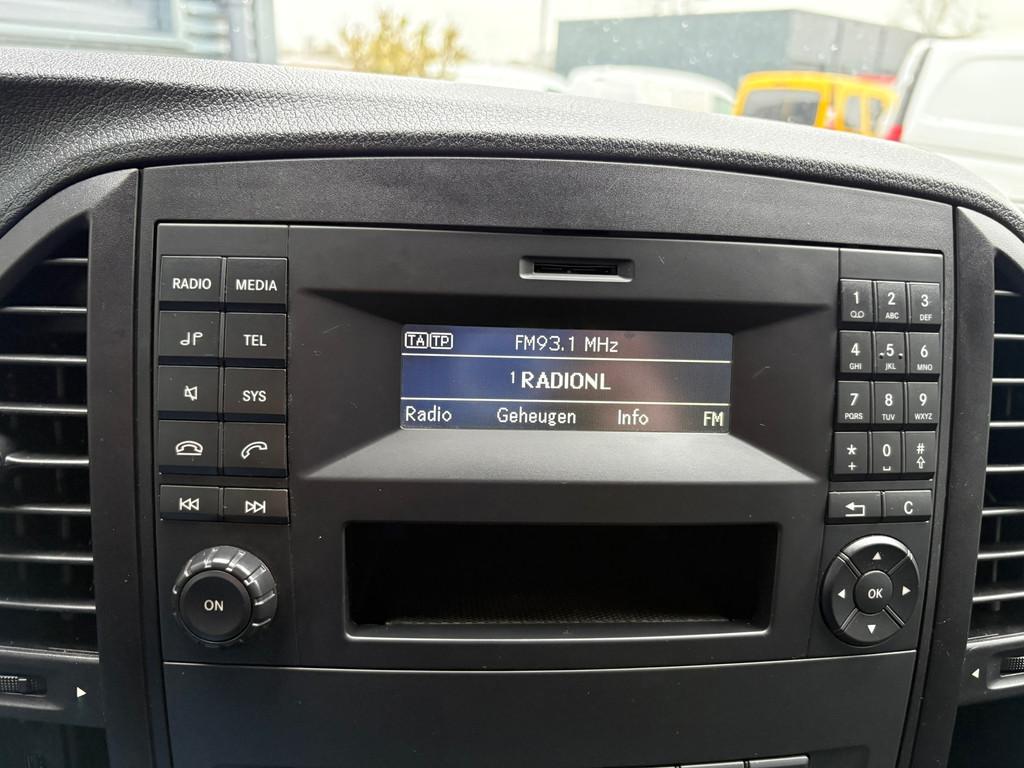 RADIO MEDIA
TEL
SYS
ON
TA TP FM93.1 MHz
1 RADIONL
Radio Geheugen Info FM
1 2 3
ABC DEF
4 5 6
GHI JKL MNO
7 8 9
PQRS TUV WXYZ
* 0 #
+
C
OK